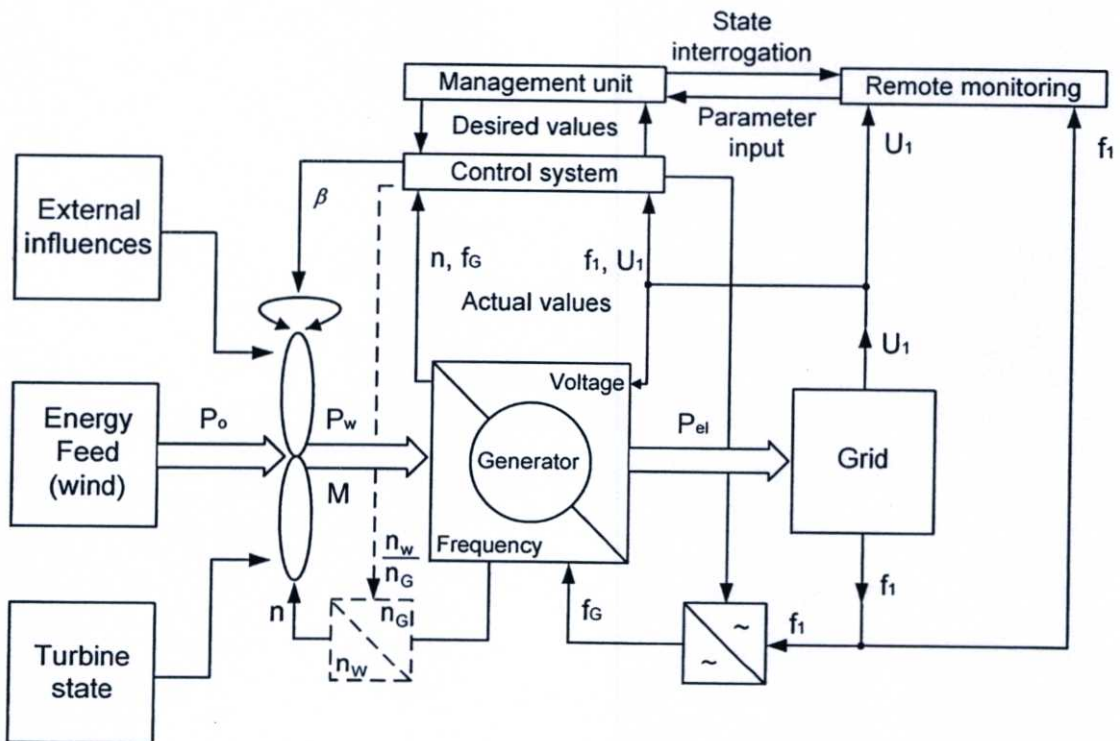 State
interrogation
Management unit
Remote monitoring
Desired values
Parameter
input
U₁
f₁
Control system
β
External
influences
n, fG
f₁, U₁
Actual values
U₁
Voltage
Energy
Feed
(wind)
Pₒ
Pw
Generator
Pel
Grid
M
Frequency
nw
nG
f₁
n
nG
fG
~
f₁
nW
~
Turbine
state